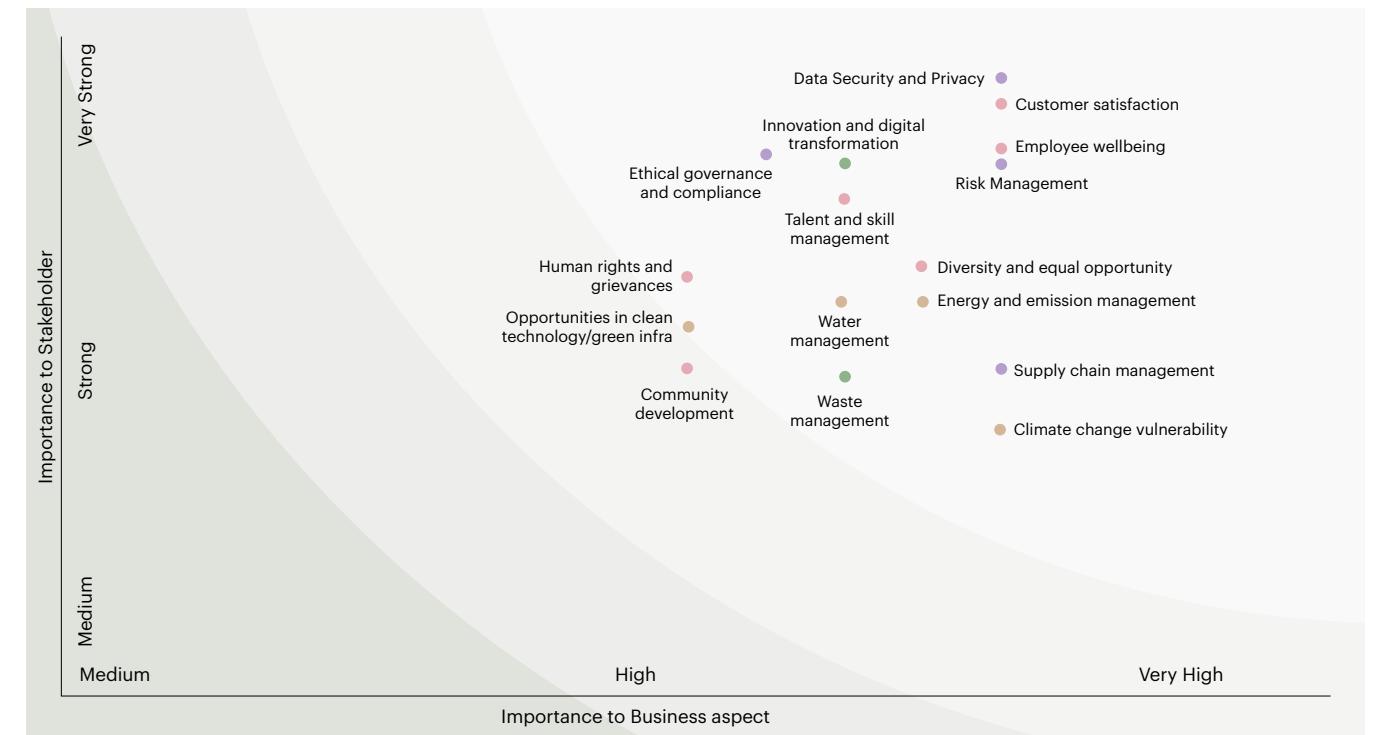 Very Strong
Data Security and Privacy
Customer satisfaction
Innovation and digital
transformation
Employee wellbeing
Ethical governance
and compliance
Risk Management
Talent and skill
management
Importance to Stakeholder
Human rights and
grievances
Diversity and equal opportunity
Energy and emission management
Opportunities in clean
technology/green infra
Water
management
Strong
Supply chain management
Community
development
Waste
management
Climate change vulnerability
Medium
Medium
High
Very High
Importance to Business aspect